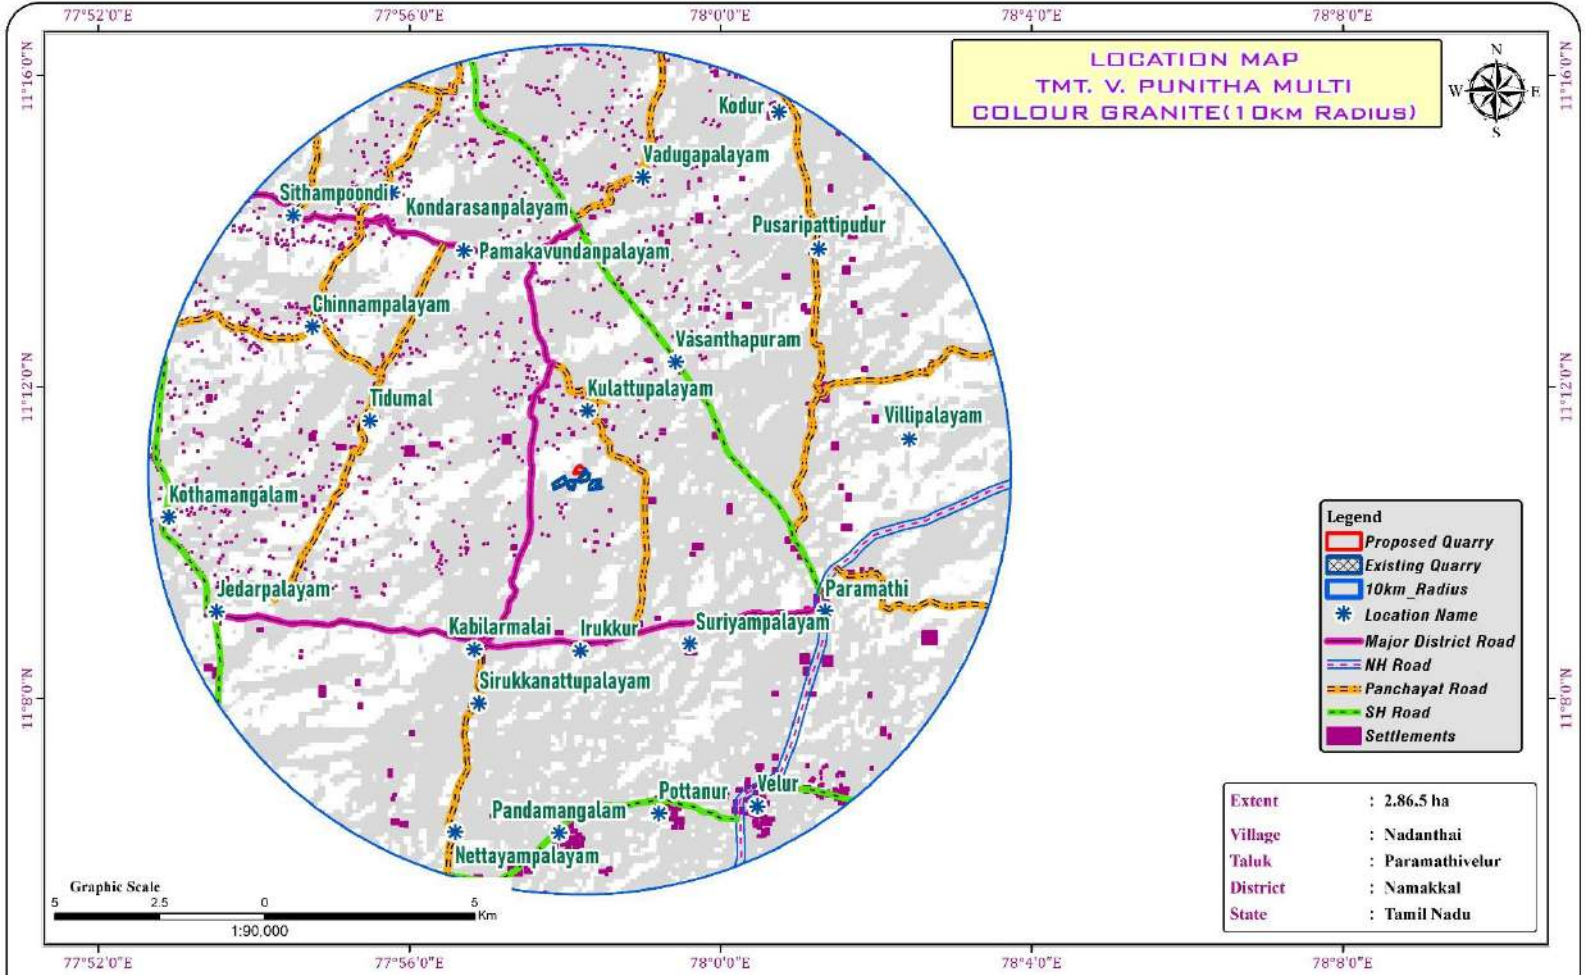 77°52'0"E 77°56'0"E 78°0'0"E 78°4'0"E 78°8'0"E
11°16'0"N
11°16'0"N
LOCATION MAP
TMT. V. PUNITHA MULTI
COLOUR GRANITE(10KM RADIUS)
N
W E
S
Kodur
Vadugapalayam
Sithampoondi
Kondarasanpalayam
Pusaripattipudur
Pamakavundanpalayam
Chinnampalayam
Vasanthapuram
11°12'0"N
11°12'0"N
Kulattupalayam
Tidumal
Villipalayam
Kothamangalam
Jedarpalayam
Paramathi
Kabilarmalai
Irukkur
Suriyampalayam
Sirukkanattupalayam
11°8'0"N
11°8'0"N
Velur
Pottanur
Pandamangalam
Nettayampalayam
Legend
Proposed Quarry
Existing Quarry
10km_Radius
Location Name
Major District Road
NH Road
Panchayat Road
SH Road
Settlements
Extent : 2.86.5 ha
Village : Nadanthai
Taluk : Paramathivelur
District : Namakkal
State : Tamil Nadu
Graphic Scale
5 2.5 0 5
Km
1:90,000
77°52'0"E 77°56'0"E 78°0'0"E 78°4'0"E 78°8'0"E